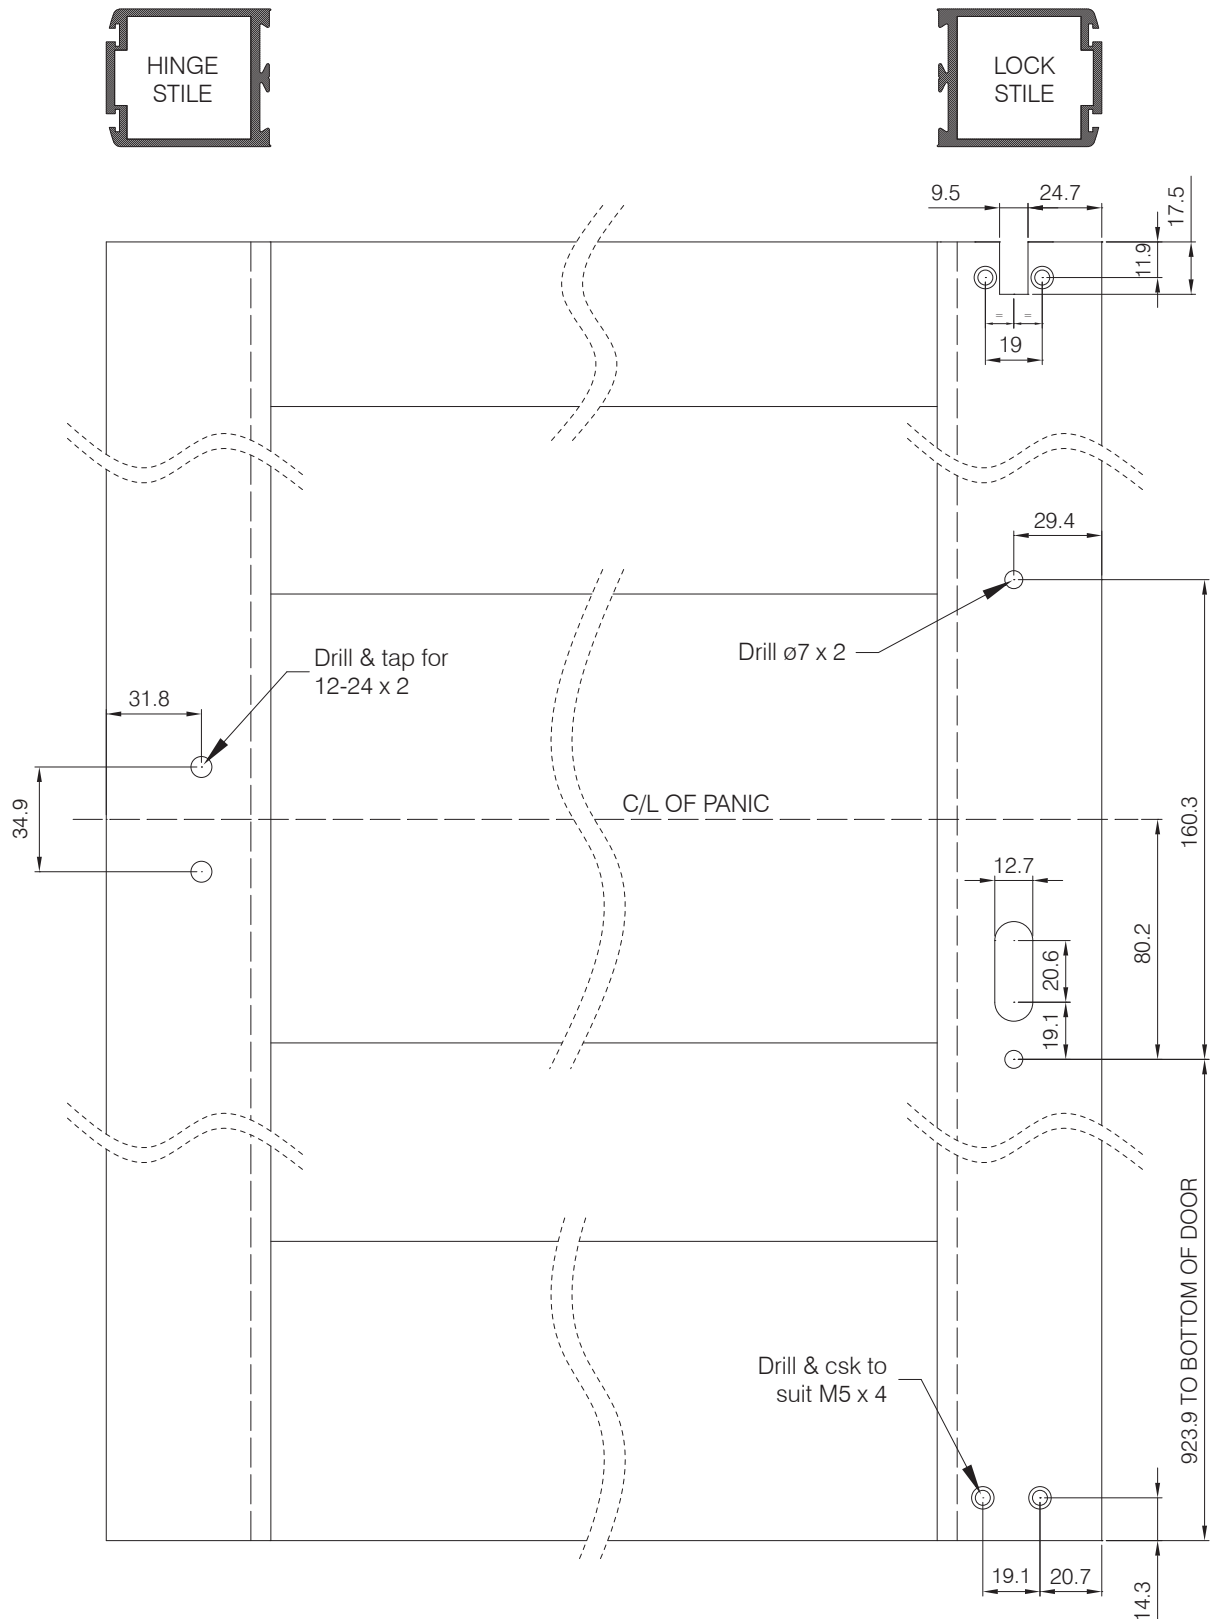 HINGE
STILE
LOCK
STILE
9.5
24.7
17.5
11.9
= =
19
29.4
Drill & tap for
12-24 x 2
Drill ø7 x 2
31.8
34.9
C/L OF PANIC
160.3
12.7
80.2
20.6
19.1
923.9 TO BOTTOM OF DOOR
Drill & csk to
suit M5 x 4
19.1
20.7
14.3